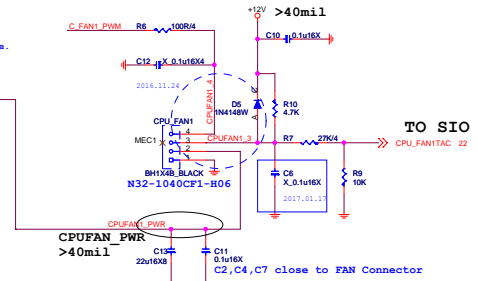 +12V >40mil
C_FAN1_PWM R6 100R/4
C10 0.1u16X
e.
C12 X_0.1u16X4
2016.11.24
CPUFAN1_4
D5
1N4148W
R10
4.7K
CPU_FAN1
TO SIO
4
MEC1 X 3 CPUFAN1_3 R7 27K/4
CPU_FAN1TAC 22
2
1
BH1X4B_BLACK
N32-1040CF1-H06
C6
X_0.1u16X
R9
10K
2017.01.17
CPUFAN1_PWR
CPUFAN_PWR
>40mil
C13
22u16X8
C11
0.1u16X
C2,C4,C7 close to FAN Connector